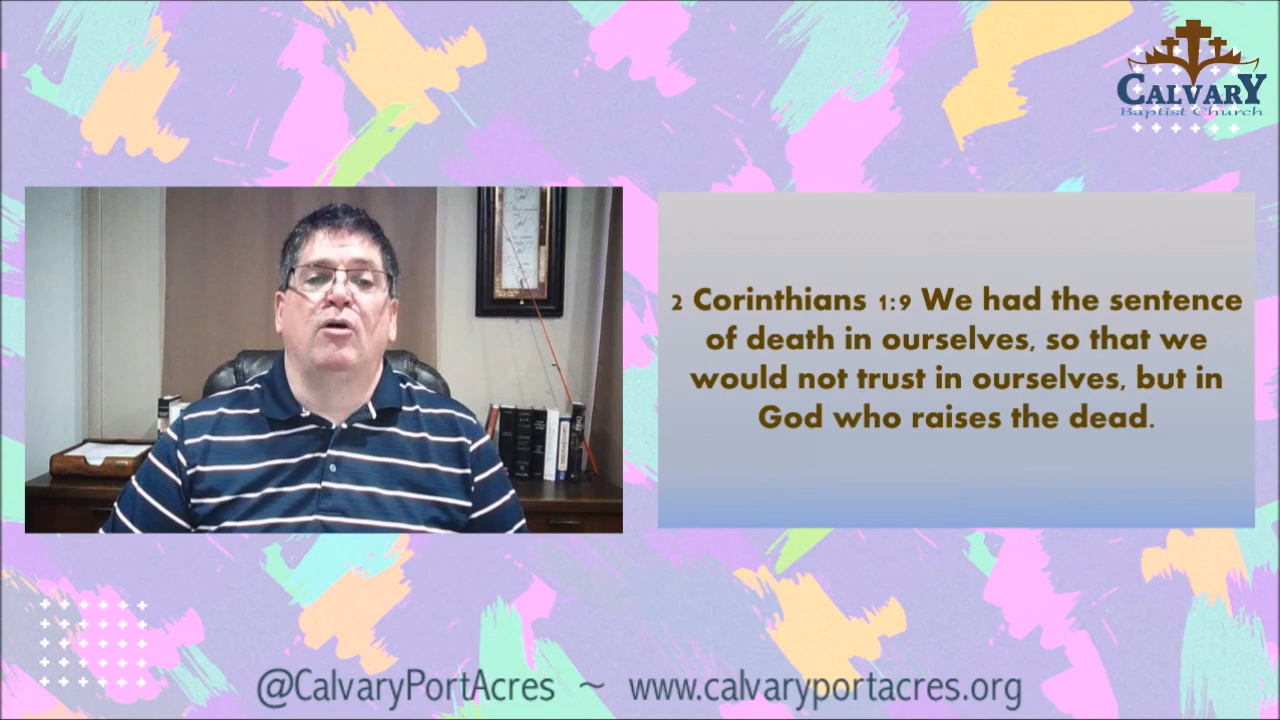 CALVARY
Baptist Church
2 Corinthians 1:9 We had the sentence
of death in ourselves, so that we
would not trust in ourselves, but in
God who raises the dead.
@CalvaryPortAcres ~ www.calvaryportacres.org